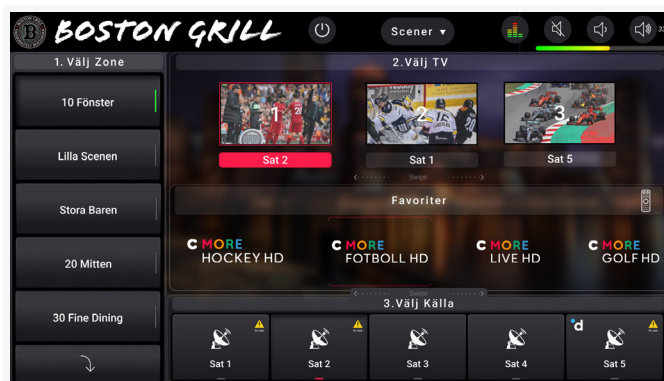 BOSTON GRILL
Scener
1. Välj Zone
2.Välj TV
10 Fönster
Lilla Scenen
Stora Baren
20 Mitten
30 Fine Dining
1
2
3
Sat 2
Sat 1
Sat 5
Swipe
Favoriter
C MORE
HOCKEY HD
C MORE
FOTBOLL HD
C MORE
LIVE HD
C MORE
GOLF HD
Swipe
3.Välj Källa
Sat 1
Sat 2
Sat 3
Sat 4
Sat 5